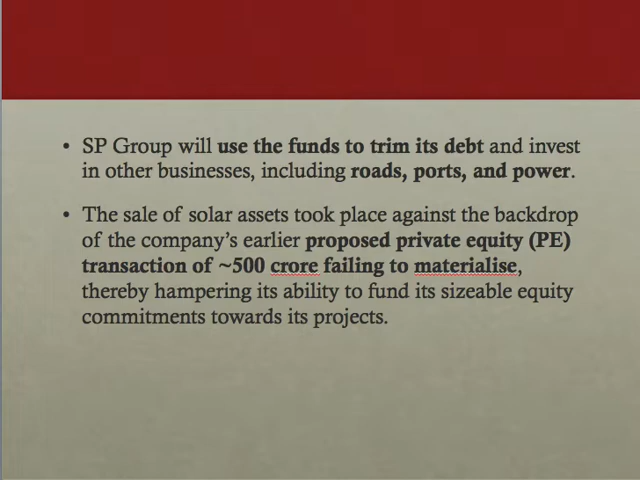 • SP Group will use the funds to trim its debt and invest
in other businesses, including roads, ports, and power.
• The sale of solar assets took place against the backdrop
of the company’s earlier proposed private equity (PE)
transaction of ~500 crore failing to materialise,
thereby hampering its ability to fund its sizeable equity
commitments towards its projects.